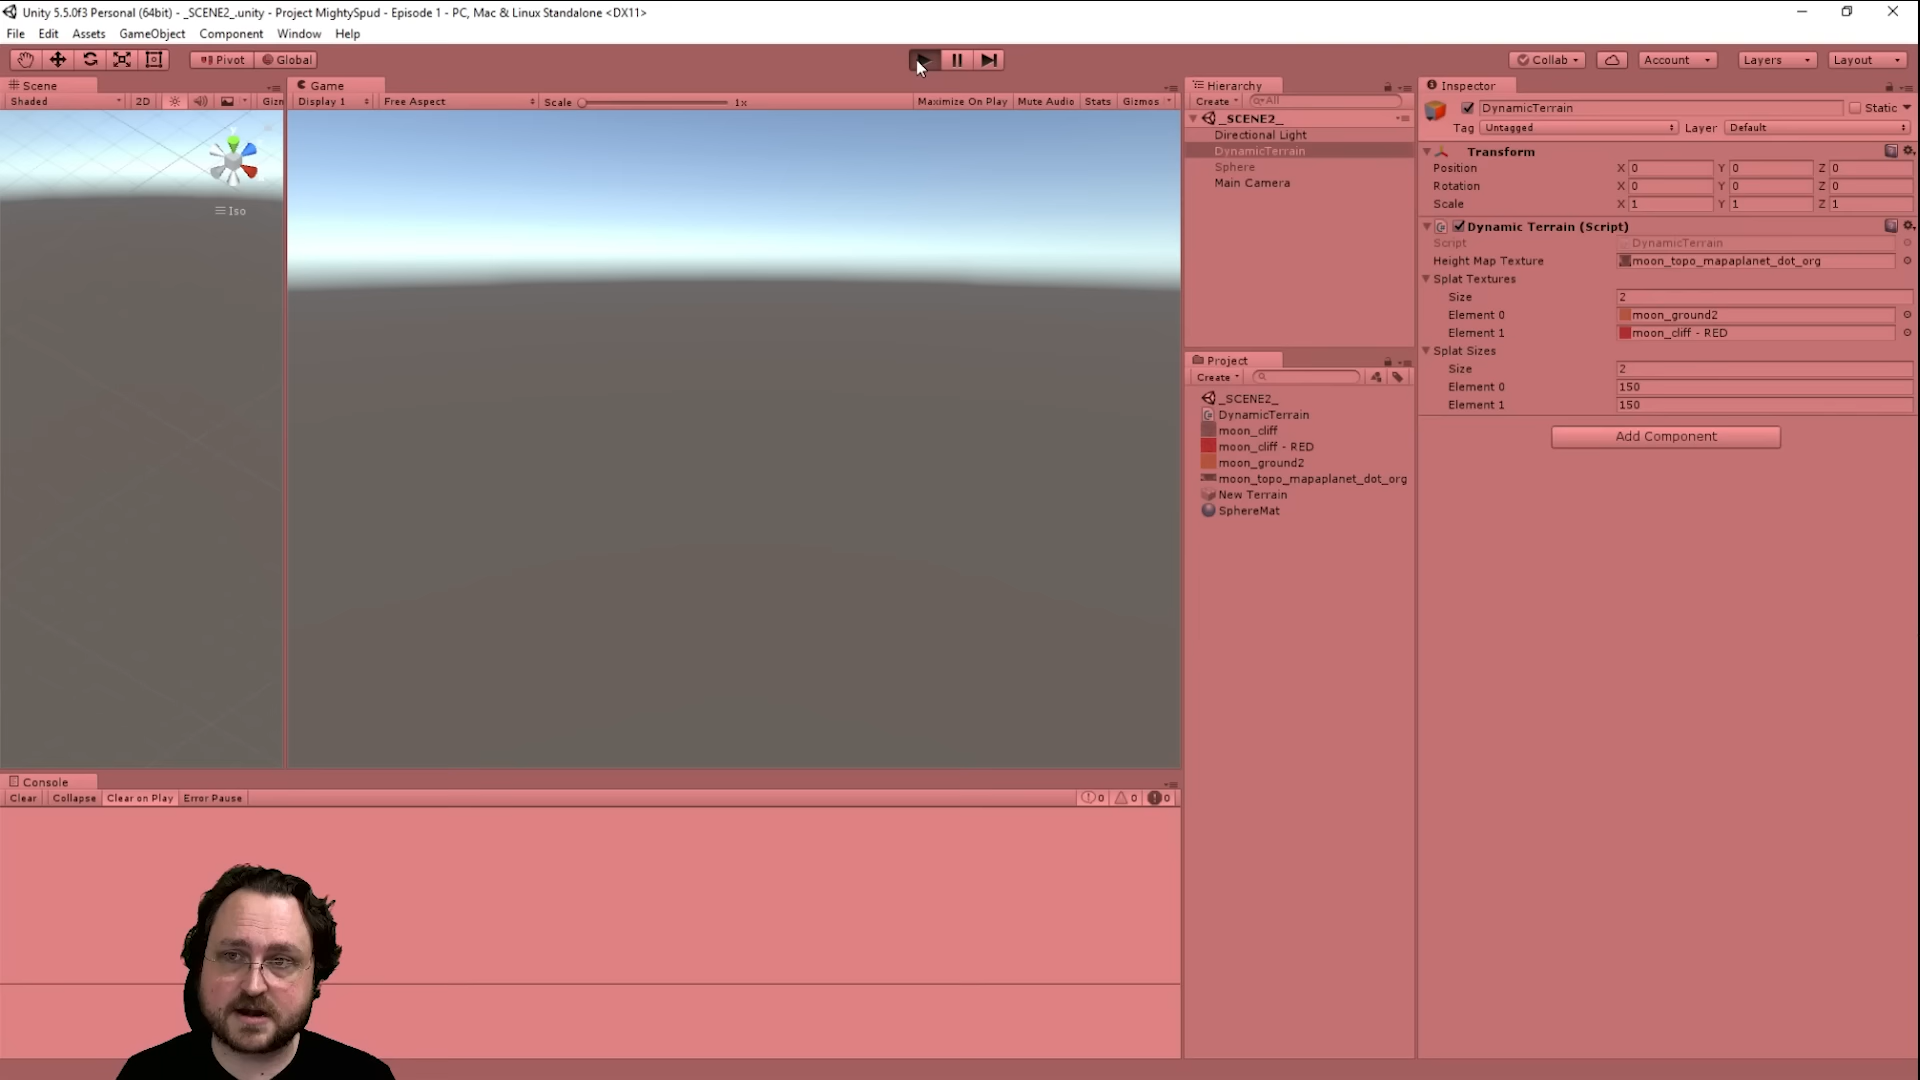 Unity 5.5.0f3 Personal (64bit) - _SCENE2_.unity - Project MightySpud - Episode 1 - PC, Mac & Linux Standalone <DX11>
File Edit Assets GameObject Component Window Help
Pivot Global Collab Account Layers Layout
Scene
Shaded 2D Gizn
Iso
Game
Display 1 Free Aspect Scale 1x Maximize On Play Mute Audio Stats Gizmos
Hierarchy
Create All
_SCENE2_
Directional Light
DynamicTerrain
Sphere
Main Camera
Project
Create
_SCENE2_
DynamicTerrain
moon_cliff
moon_cliff - RED
moon_ground2
moon_topo_mapaplanet_dot_org
New Terrain
SphereMat
Inspector
DynamicTerrain Static
Tag Untagged Layer Default
Transform
Position X 0 Y 0 Z 0
Rotation X 0 Y 0 Z 0
Scale X 1 Y 1 Z 1
Dynamic Terrain (Script)
Script DynamicTerrain
Height Map Texture moon_topo_mapaplanet_dot_org
Splat Textures
Size 2
Element 0 moon_ground2
Element 1 moon_cliff - RED
Splat Sizes
Size 2
Element 0 150
Element 1 150
Add Component
Console
Clear Collapse Clear on Play Error Pause 0 0 0